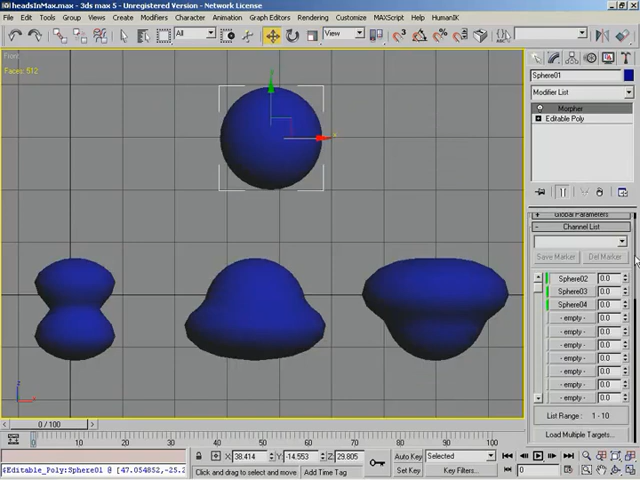 headsInMax.max - 3ds max 5 - Unregistered Version - Network License
File Edit Tools Group Views Create Modifiers Character Animation Graph Editors Rendering Customize MAXScript Help HumanIK
All View
Front
Faces: 512
Sphere01
Modifier List
Morpher
Editable Poly
Global Parameters
Channel List
Save Marker Del Marker
Sphere02 0.0
Sphere03 0.0
Sphere04 0.0
- empty - 0.0
- empty - 0.0
- empty - 0.0
- empty - 0.0
- empty - 0.0
- empty - 0.0
- empty - 0.0
List Range: 1 - 10
Load Multiple Targets...
0 / 100
0 10 20 30 40 50 60 70 80 90 100
X: 38.414 Y: -14.553 Z: 29.805 Auto Key Selected
$Editable_Poly:Sphere01 @ [47.054852,-25.2
Click and drag to select and move objects Add Time Tag Set Key Key Filters... 0